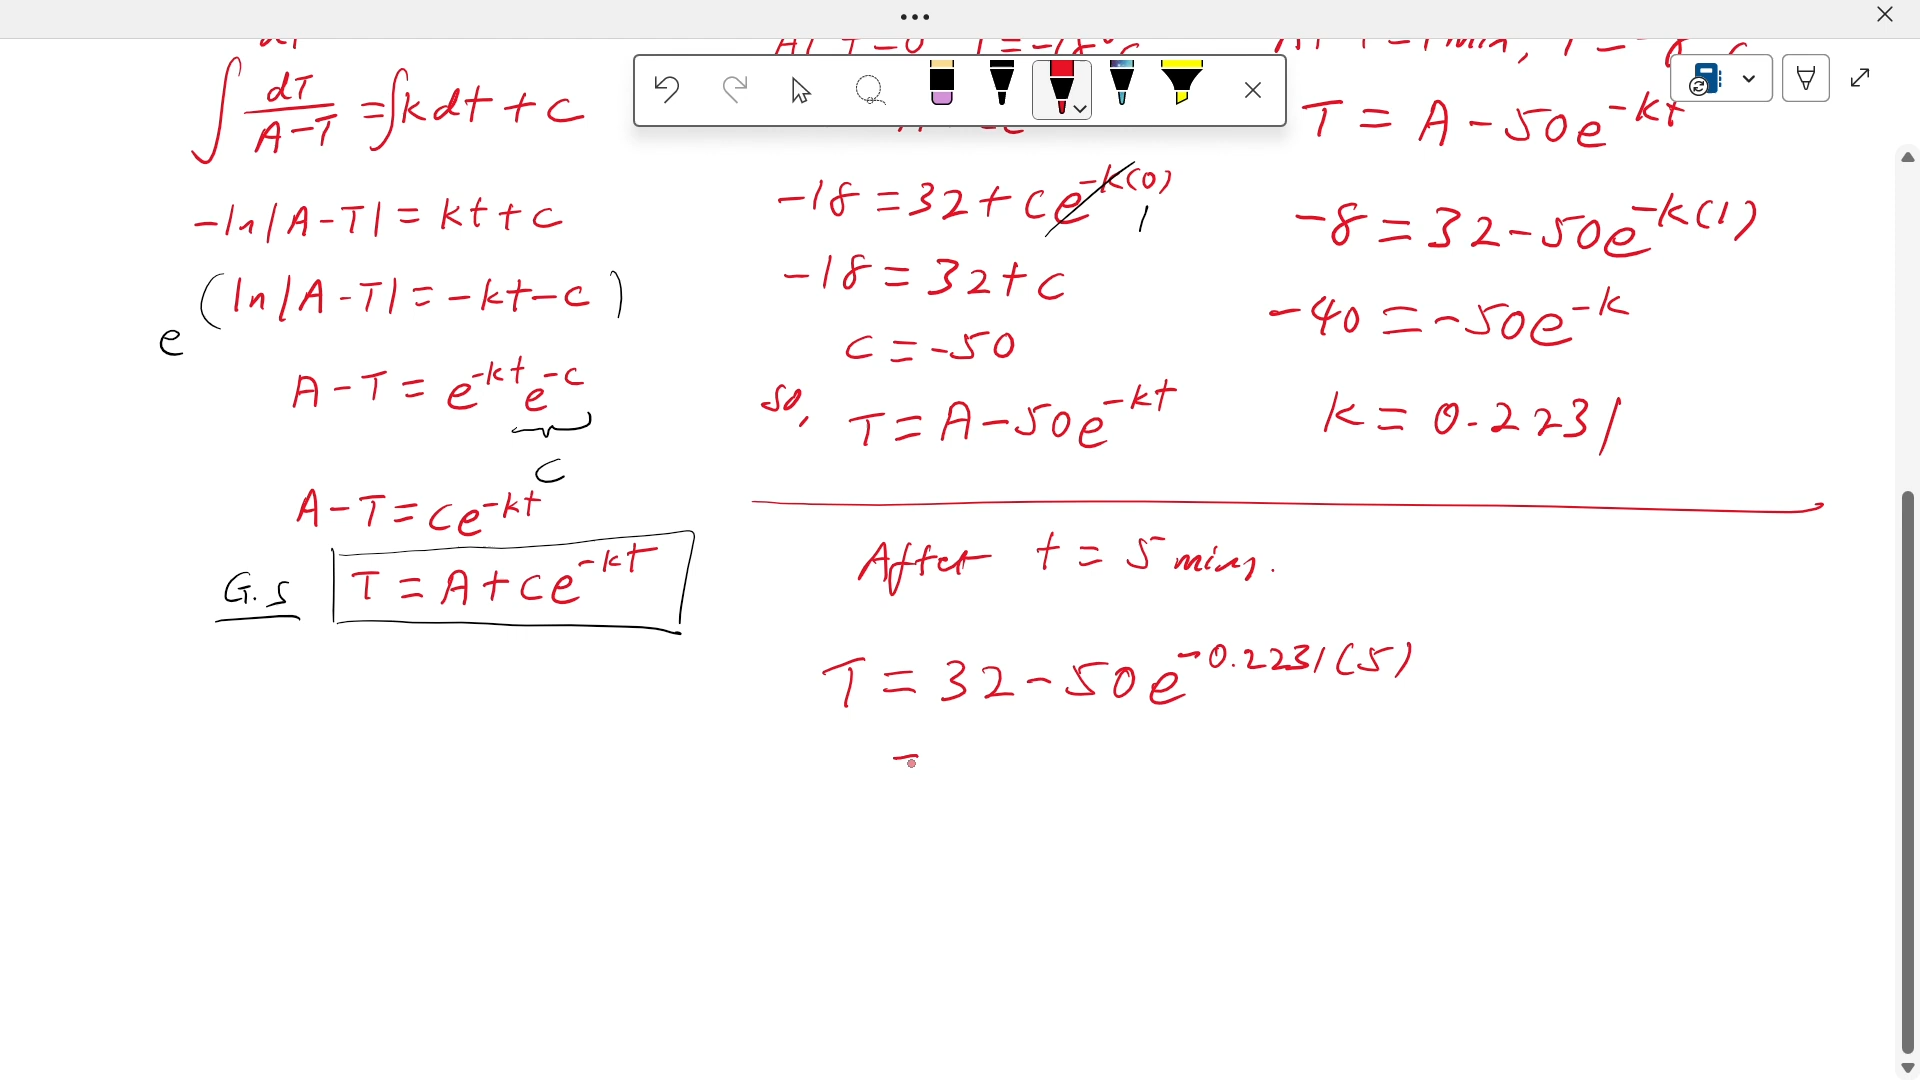 ∫ dT/(A-T) = ∫k dt + c
-ln|A-T| = kt + c
e (ln|A-T| = -kt-c)
A-T = e^{-kt} e^{-c}
c
A-T = ce^{-kt}
G.S T = A + ce^{-kt}
-18 = 32 + ce^{-k(0)} 1
-18 = 32 + c
c = -50
so, T = A-50e^{-kt}
T = A-50e^{-kt}
-8 = 32-50e^{-k(1)}
-40 = -50e^{-k}
k = 0.2231
After t = 5 mins.
T = 32-50e^{-0.2231(5)}